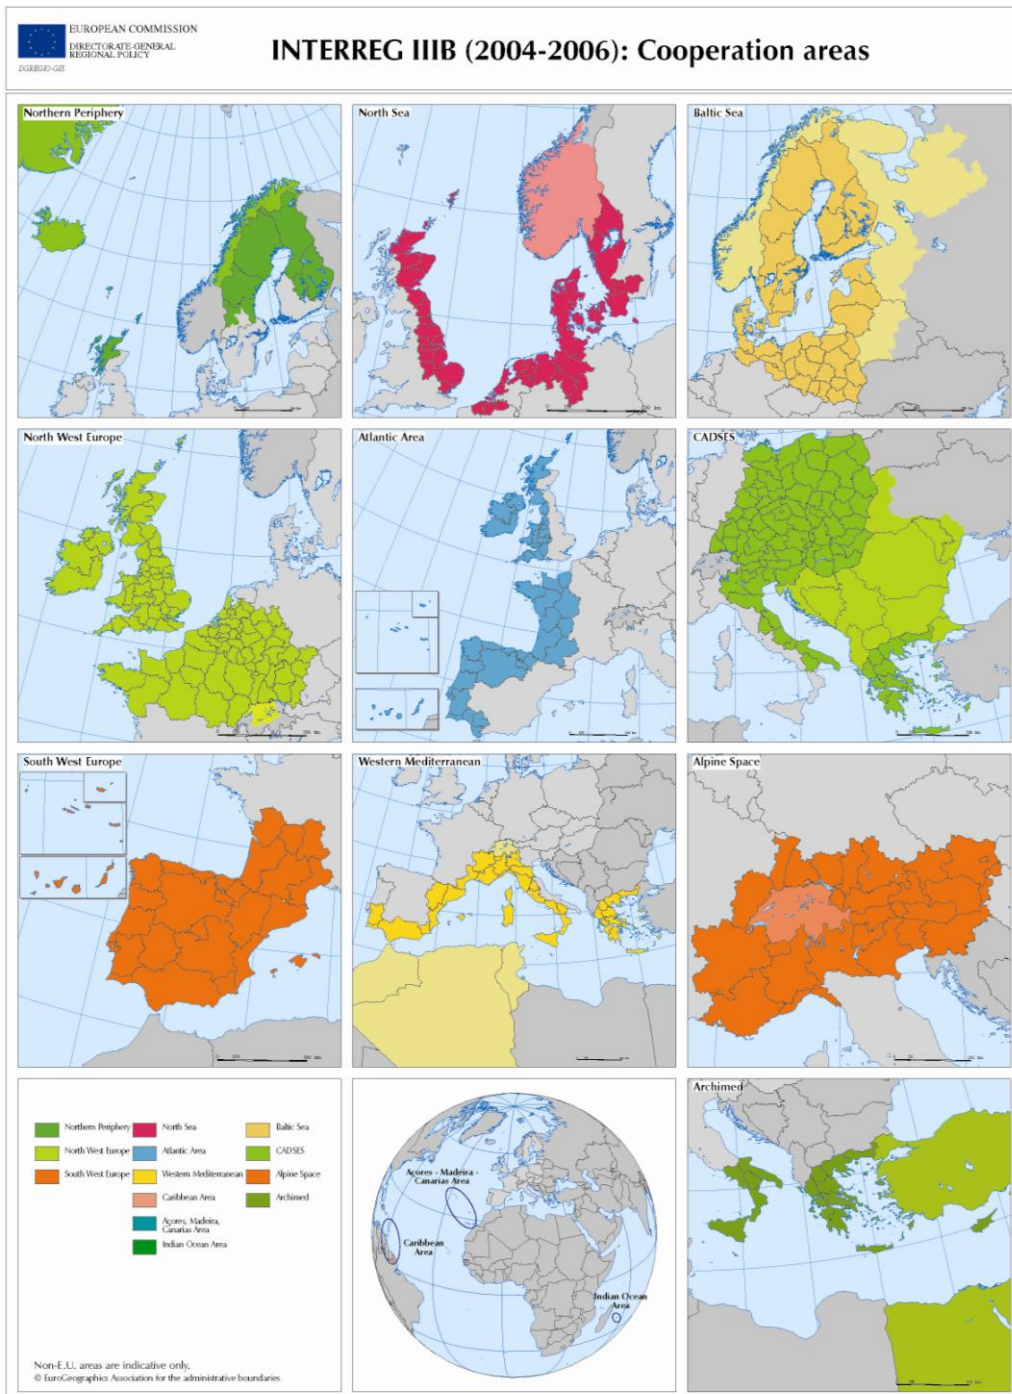 EUROPEAN COMMISSION
DIRECTORATE-GENERAL
REGIONAL POLICY
DGREGIO-GIS
INTERREG IIIB (2004-2006): Cooperation areas
Northern Periphery
North Sea
Baltic Sea
North West Europe
Atlantic Area
CADSES
South West Europe
Western Mediterranean
Alpine Space
Archimed
Northern Periphery
North Sea
Baltic Sea
North West Europe
Atlantic Area
CADSES
South West Europe
Western Mediterranean
Alpine Space
Caribbean Area
Archimed
Açores, Madeira,
Canarias Area
Indian Ocean Area
Açores - Madeira -
Canarias Area
Caribbean
Area
Indian Ocean
Area
Non-E.U. areas are indicative only.
© EuroGeographics Association for the administrative boundaries